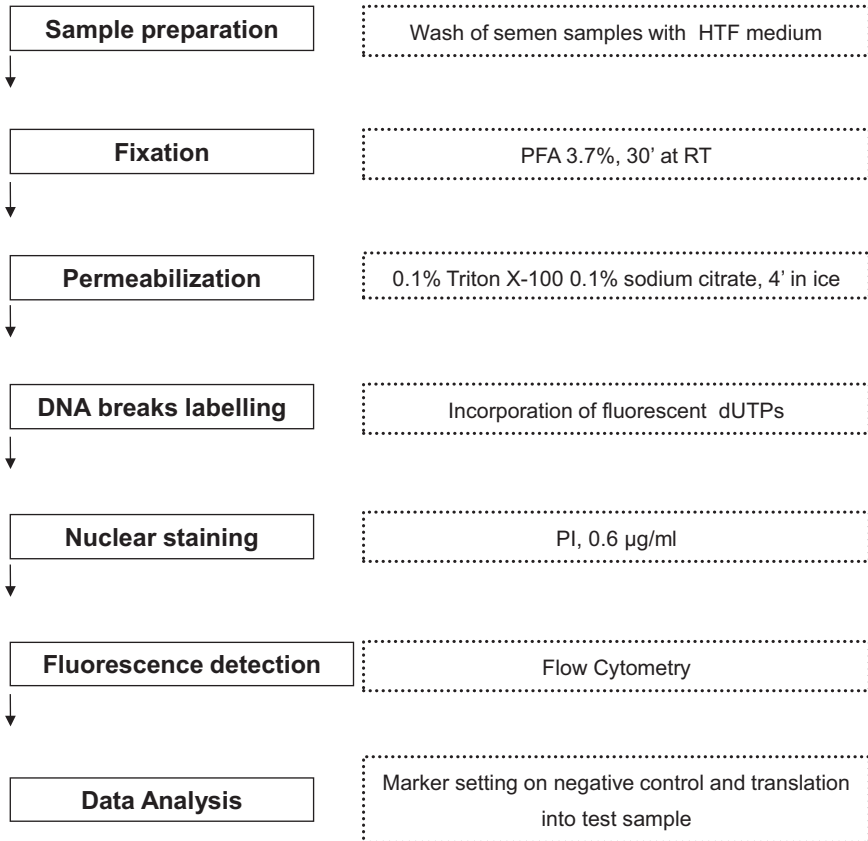 Sample preparation
Wash of semen samples with HTF medium
Fixation
PFA 3.7%, 30’ at RT
Permeabilization
0.1% Triton X-100 0.1% sodium citrate, 4’ in ice
DNA breaks labelling
Incorporation of fluorescent dUTPs
Nuclear staining
PI, 0.6 µg/ml
Fluorescence detection
Flow Cytometry
Data Analysis
Marker setting on negative control and translation
into test sample